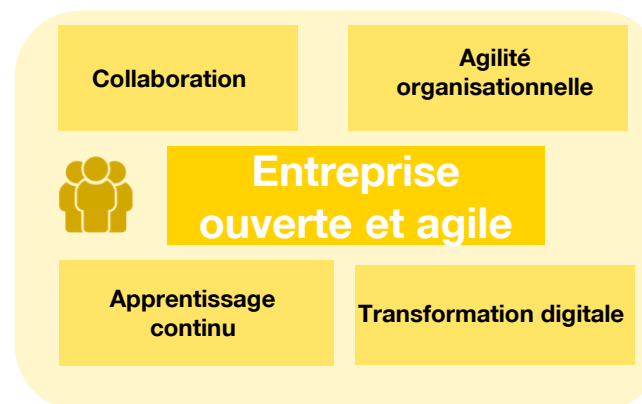 Collaboration
Agilité
organisationnelle
Entreprise
ouverte et agile
Apprentissage
continu
Transformation digitale